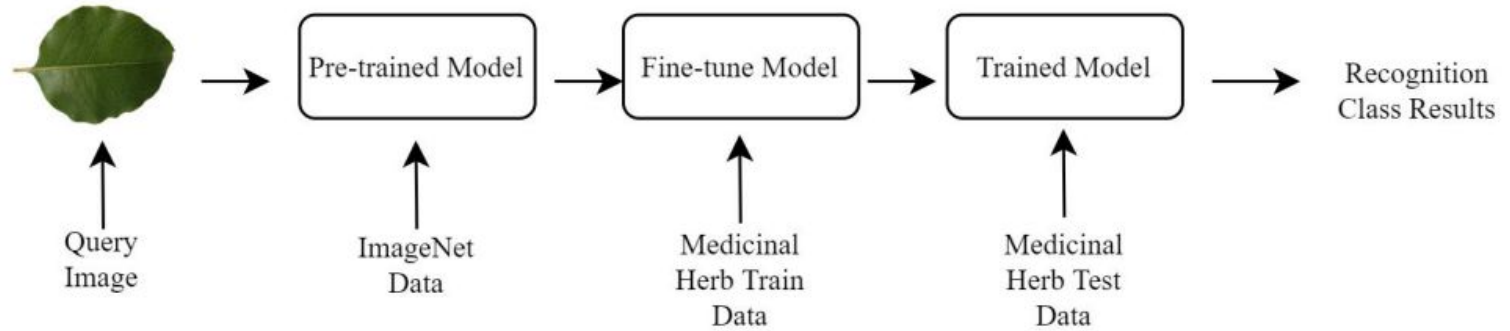 Pre-trained Model
Fine-tune Model
Trained Model
Recognition
Class Results
Query
Image
ImageNet
Data
Medicinal
Herb Train
Data
Medicinal
Herb Test
Data